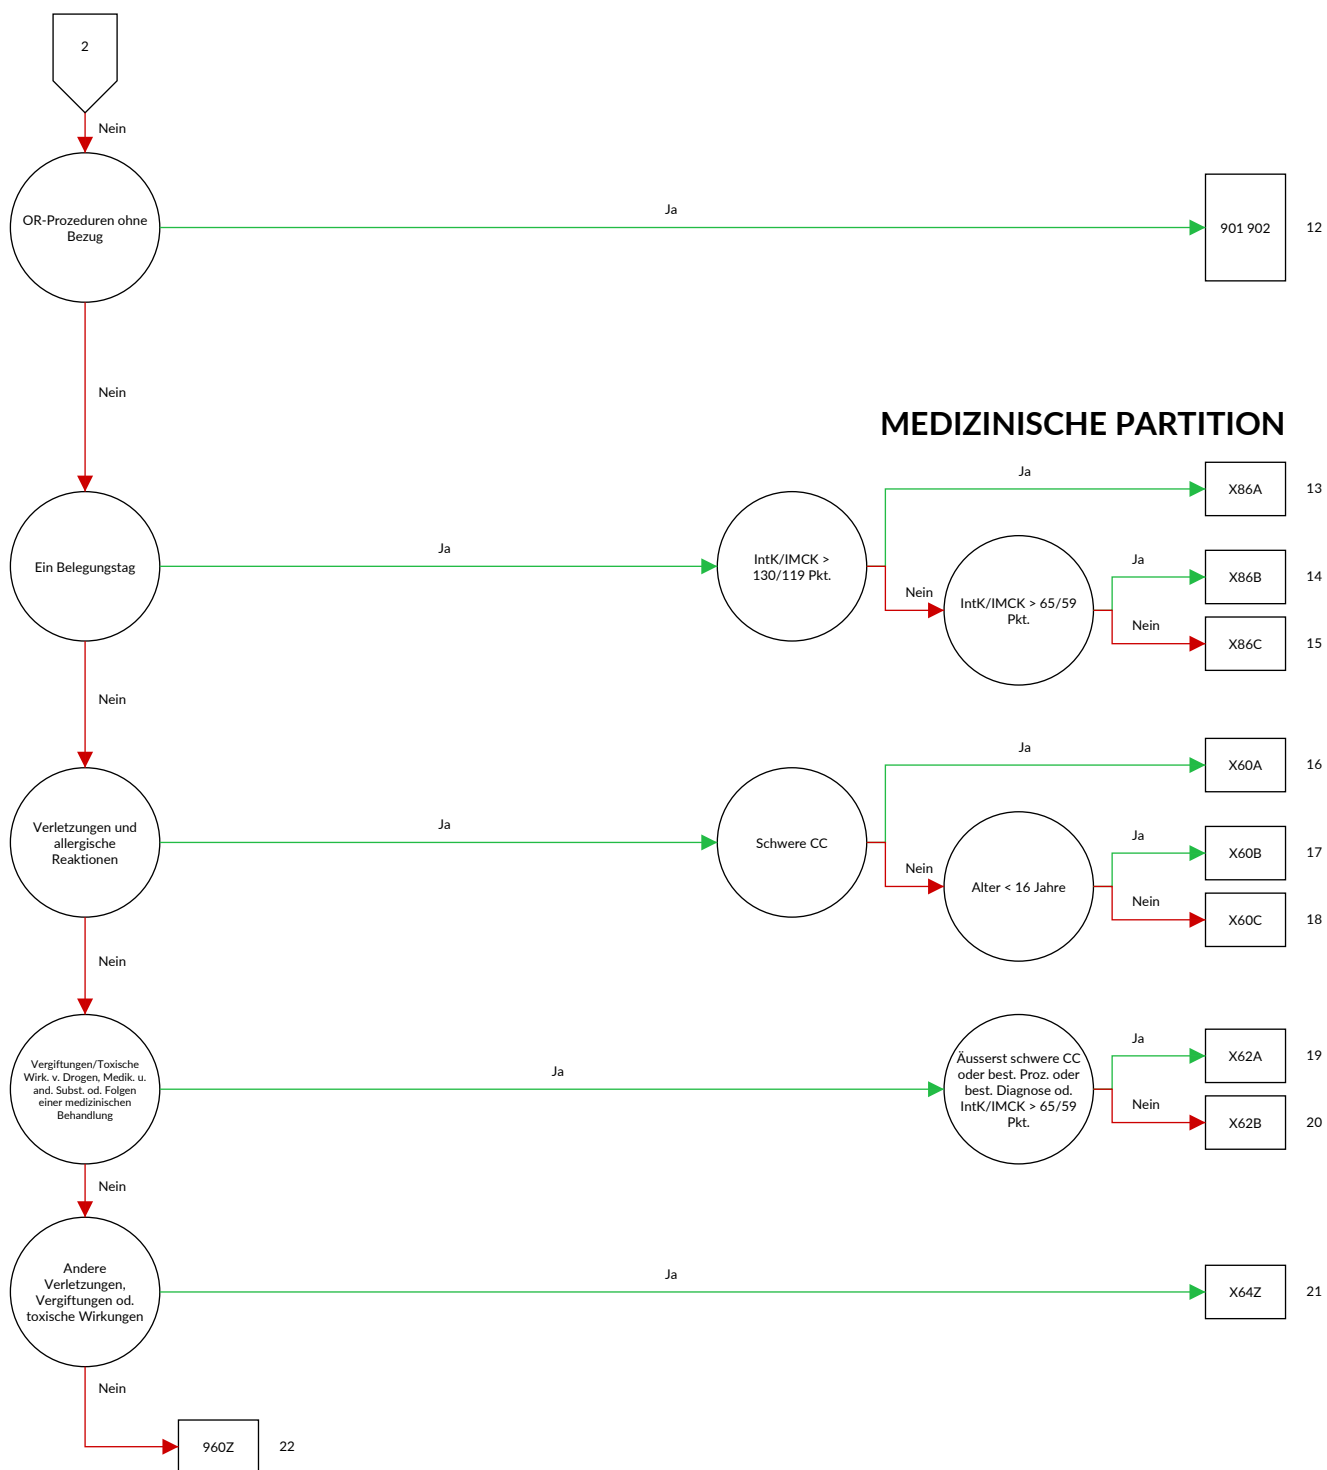 2
Nein
OR-Prozeduren ohne
Bezug
Ja
901 902
12
Nein
MEDIZINISCHE PARTITION
Ein Belegungstag
Ja
IntK/IMCK >
130/119 Pkt.
Ja
X86A
13
Nein
IntK/IMCK > 65/59
Pkt.
Ja
X86B
14
Nein
X86C
15
Nein
Verletzungen und
allergische
Reaktionen
Ja
Schwere CC
Ja
X60A
16
Nein
Alter < 16 Jahre
Ja
X60B
17
Nein
X60C
18
Nein
Vergiftungen/Toxische
Wirk. v. Drogen, Medik. u.
and. Subst. od. Folgen
einer medizinischen
Behandlung
Ja
Äusserst schwere CC
oder best. Proz. oder
best. Diagnose od.
IntK/IMCK > 65/59
Pkt.
Ja
X62A
19
Nein
X62B
20
Nein
Andere
Verletzungen,
Vergiftungen od.
toxische Wirkungen
Ja
X64Z
21
Nein
960Z
22